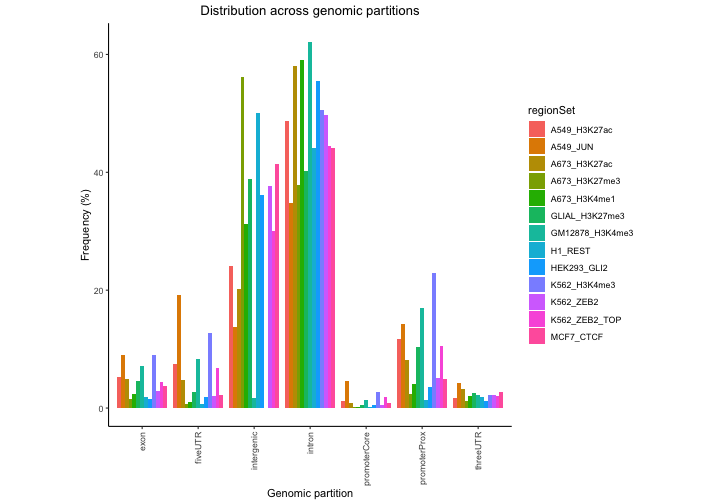 Distribution across genomic partitions
Frequency (%)
60
40
20
0
exon
fiveUTR
intergenic
intron
promoterCore
promoterProx
threeUTR
Genomic partition
regionSet
A549_H3K27ac
A549_JUN
A673_H3K27ac
A673_H3K27me3
A673_H3K4me1
GLIAL_H3K27me3
GM12878_H3K4me3
H1_REST
HEK293_GLI2
K562_H3K4me3
K562_ZEB2
K562_ZEB2_TOP
MCF7_CTCF